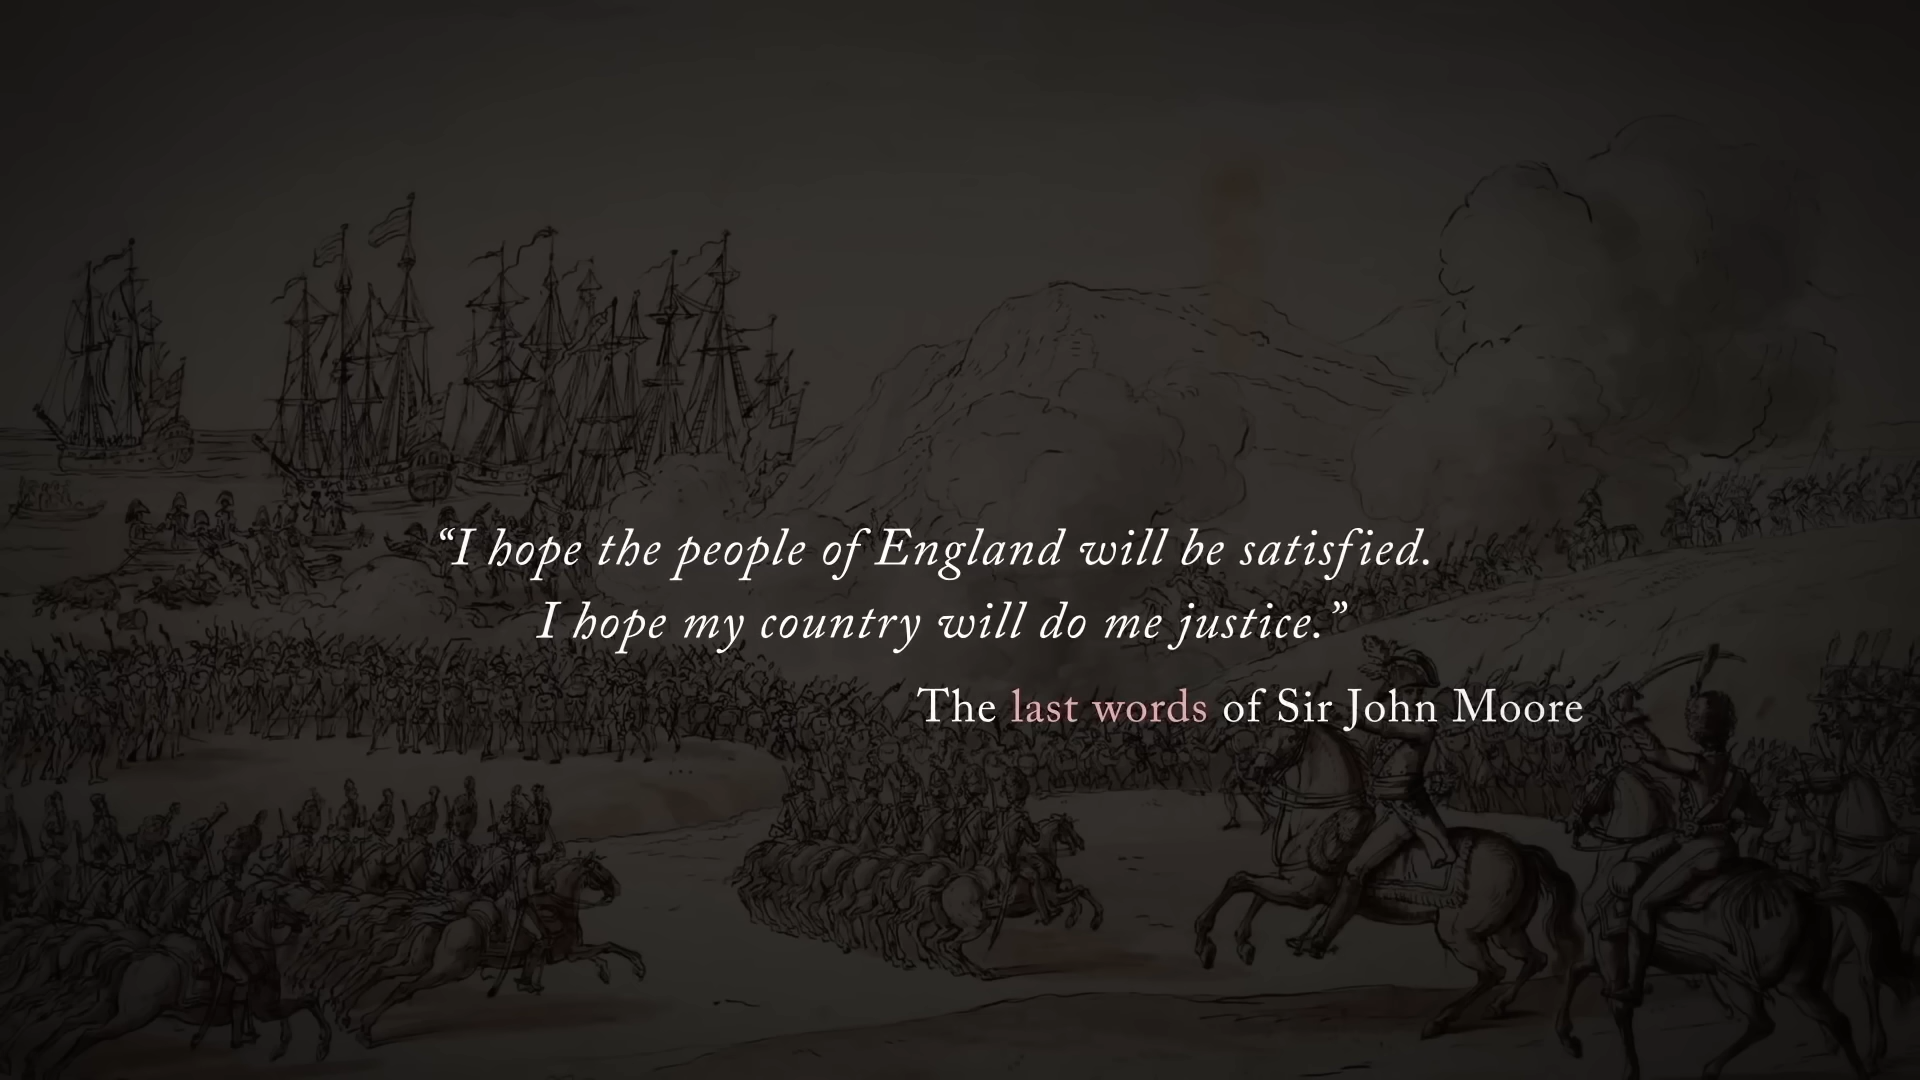 “I hope the people of England will be satisfied.
I hope my country will do me justice.”
The last words of Sir John Moore